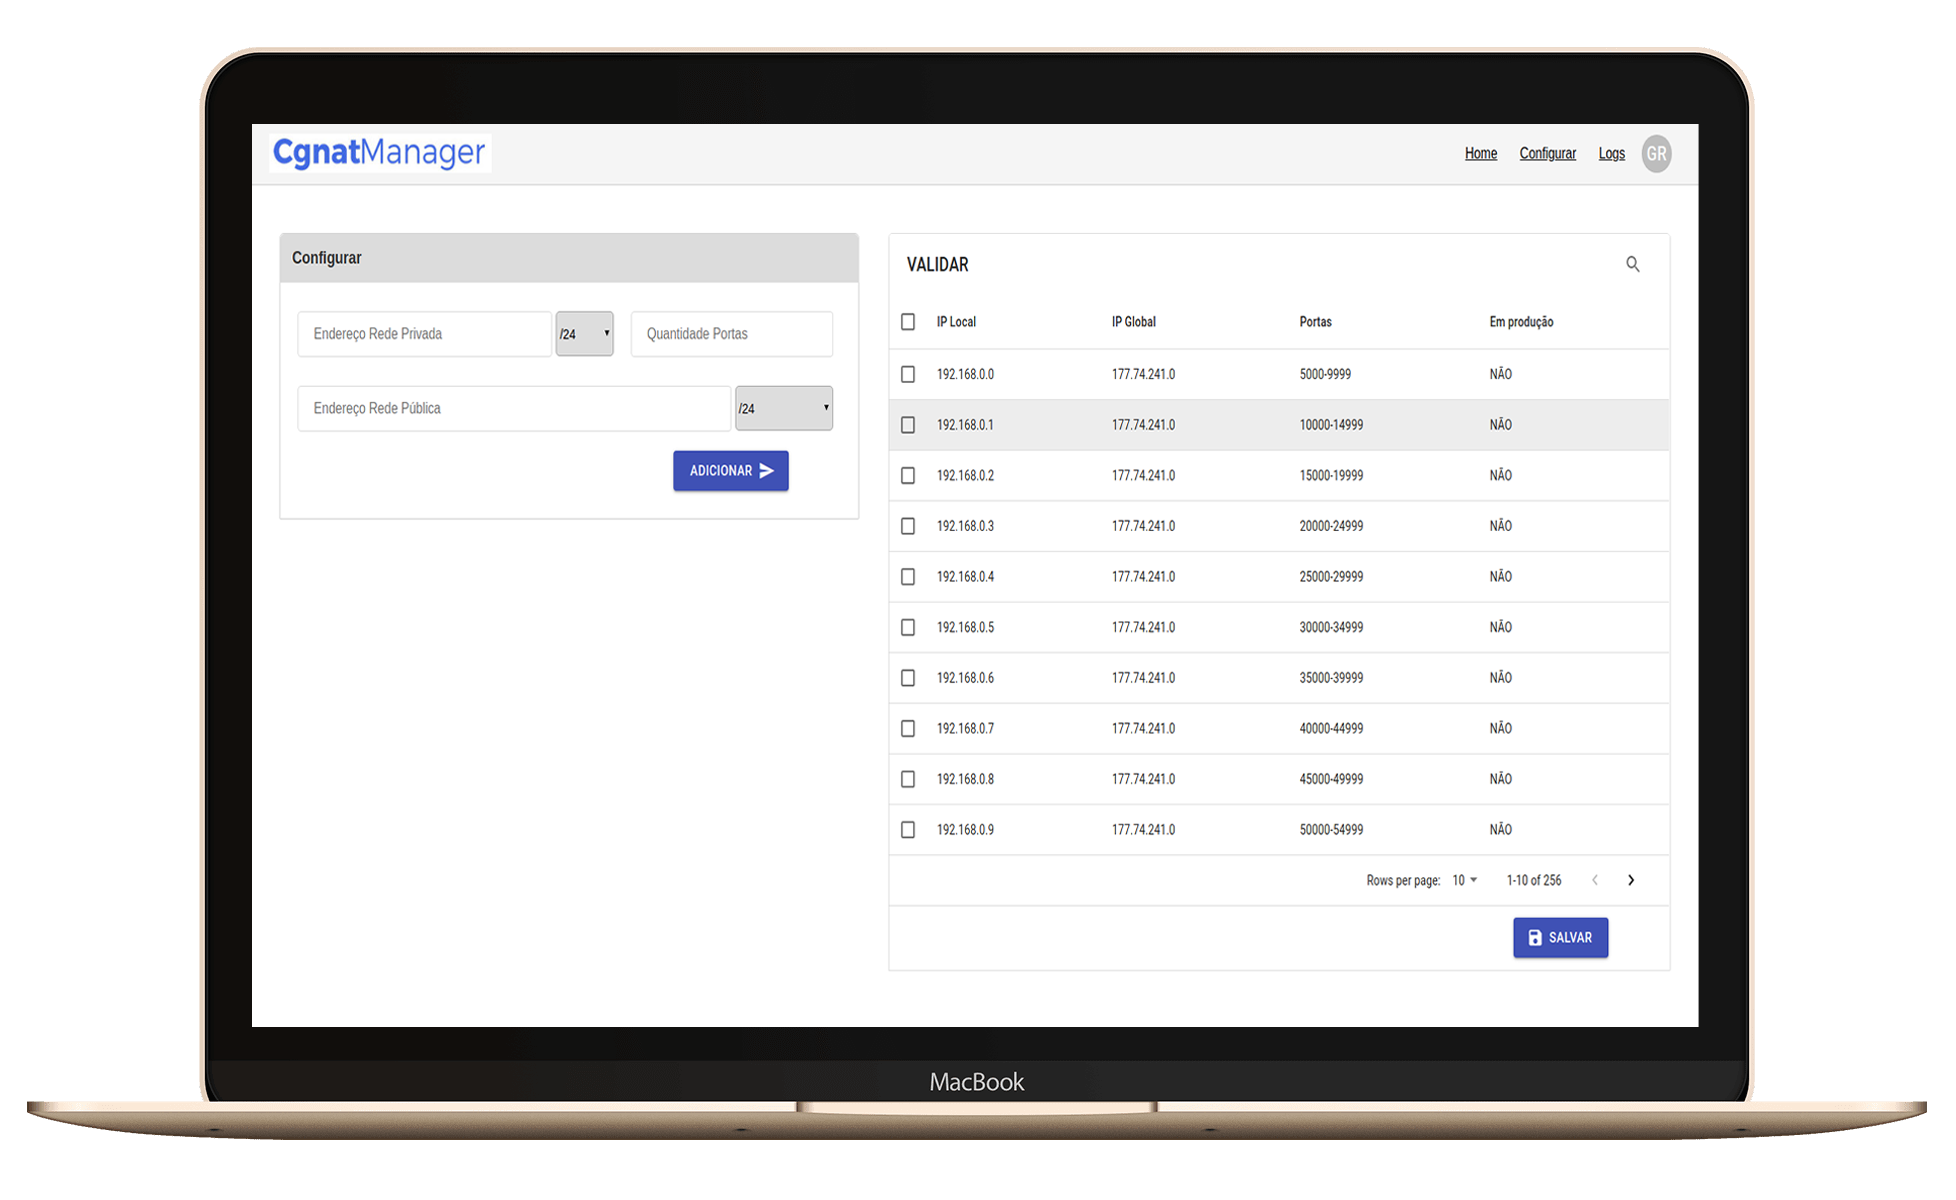 CgnatManager
Home Configurar Logs GR
Configurar
Endereço Rede Privada /24 Quantidade Portas
Endereço Rede Pública /24
ADICIONAR
VALIDAR
IP Local IP Global Portas Em produção
192.168.0.0 177.74.241.0 5000-9999 NÃO
192.168.0.1 177.74.241.0 10000-14999 NÃO
192.168.0.2 177.74.241.0 15000-19999 NÃO
192.168.0.3 177.74.241.0 20000-24999 NÃO
192.168.0.4 177.74.241.0 25000-29999 NÃO
192.168.0.5 177.74.241.0 30000-34999 NÃO
192.168.0.6 177.74.241.0 35000-39999 NÃO
192.168.0.7 177.74.241.0 40000-44999 NÃO
192.168.0.8 177.74.241.0 45000-49999 NÃO
192.168.0.9 177.74.241.0 50000-54999 NÃO
Rows per page: 10 1-10 of 256
SALVAR
MacBook